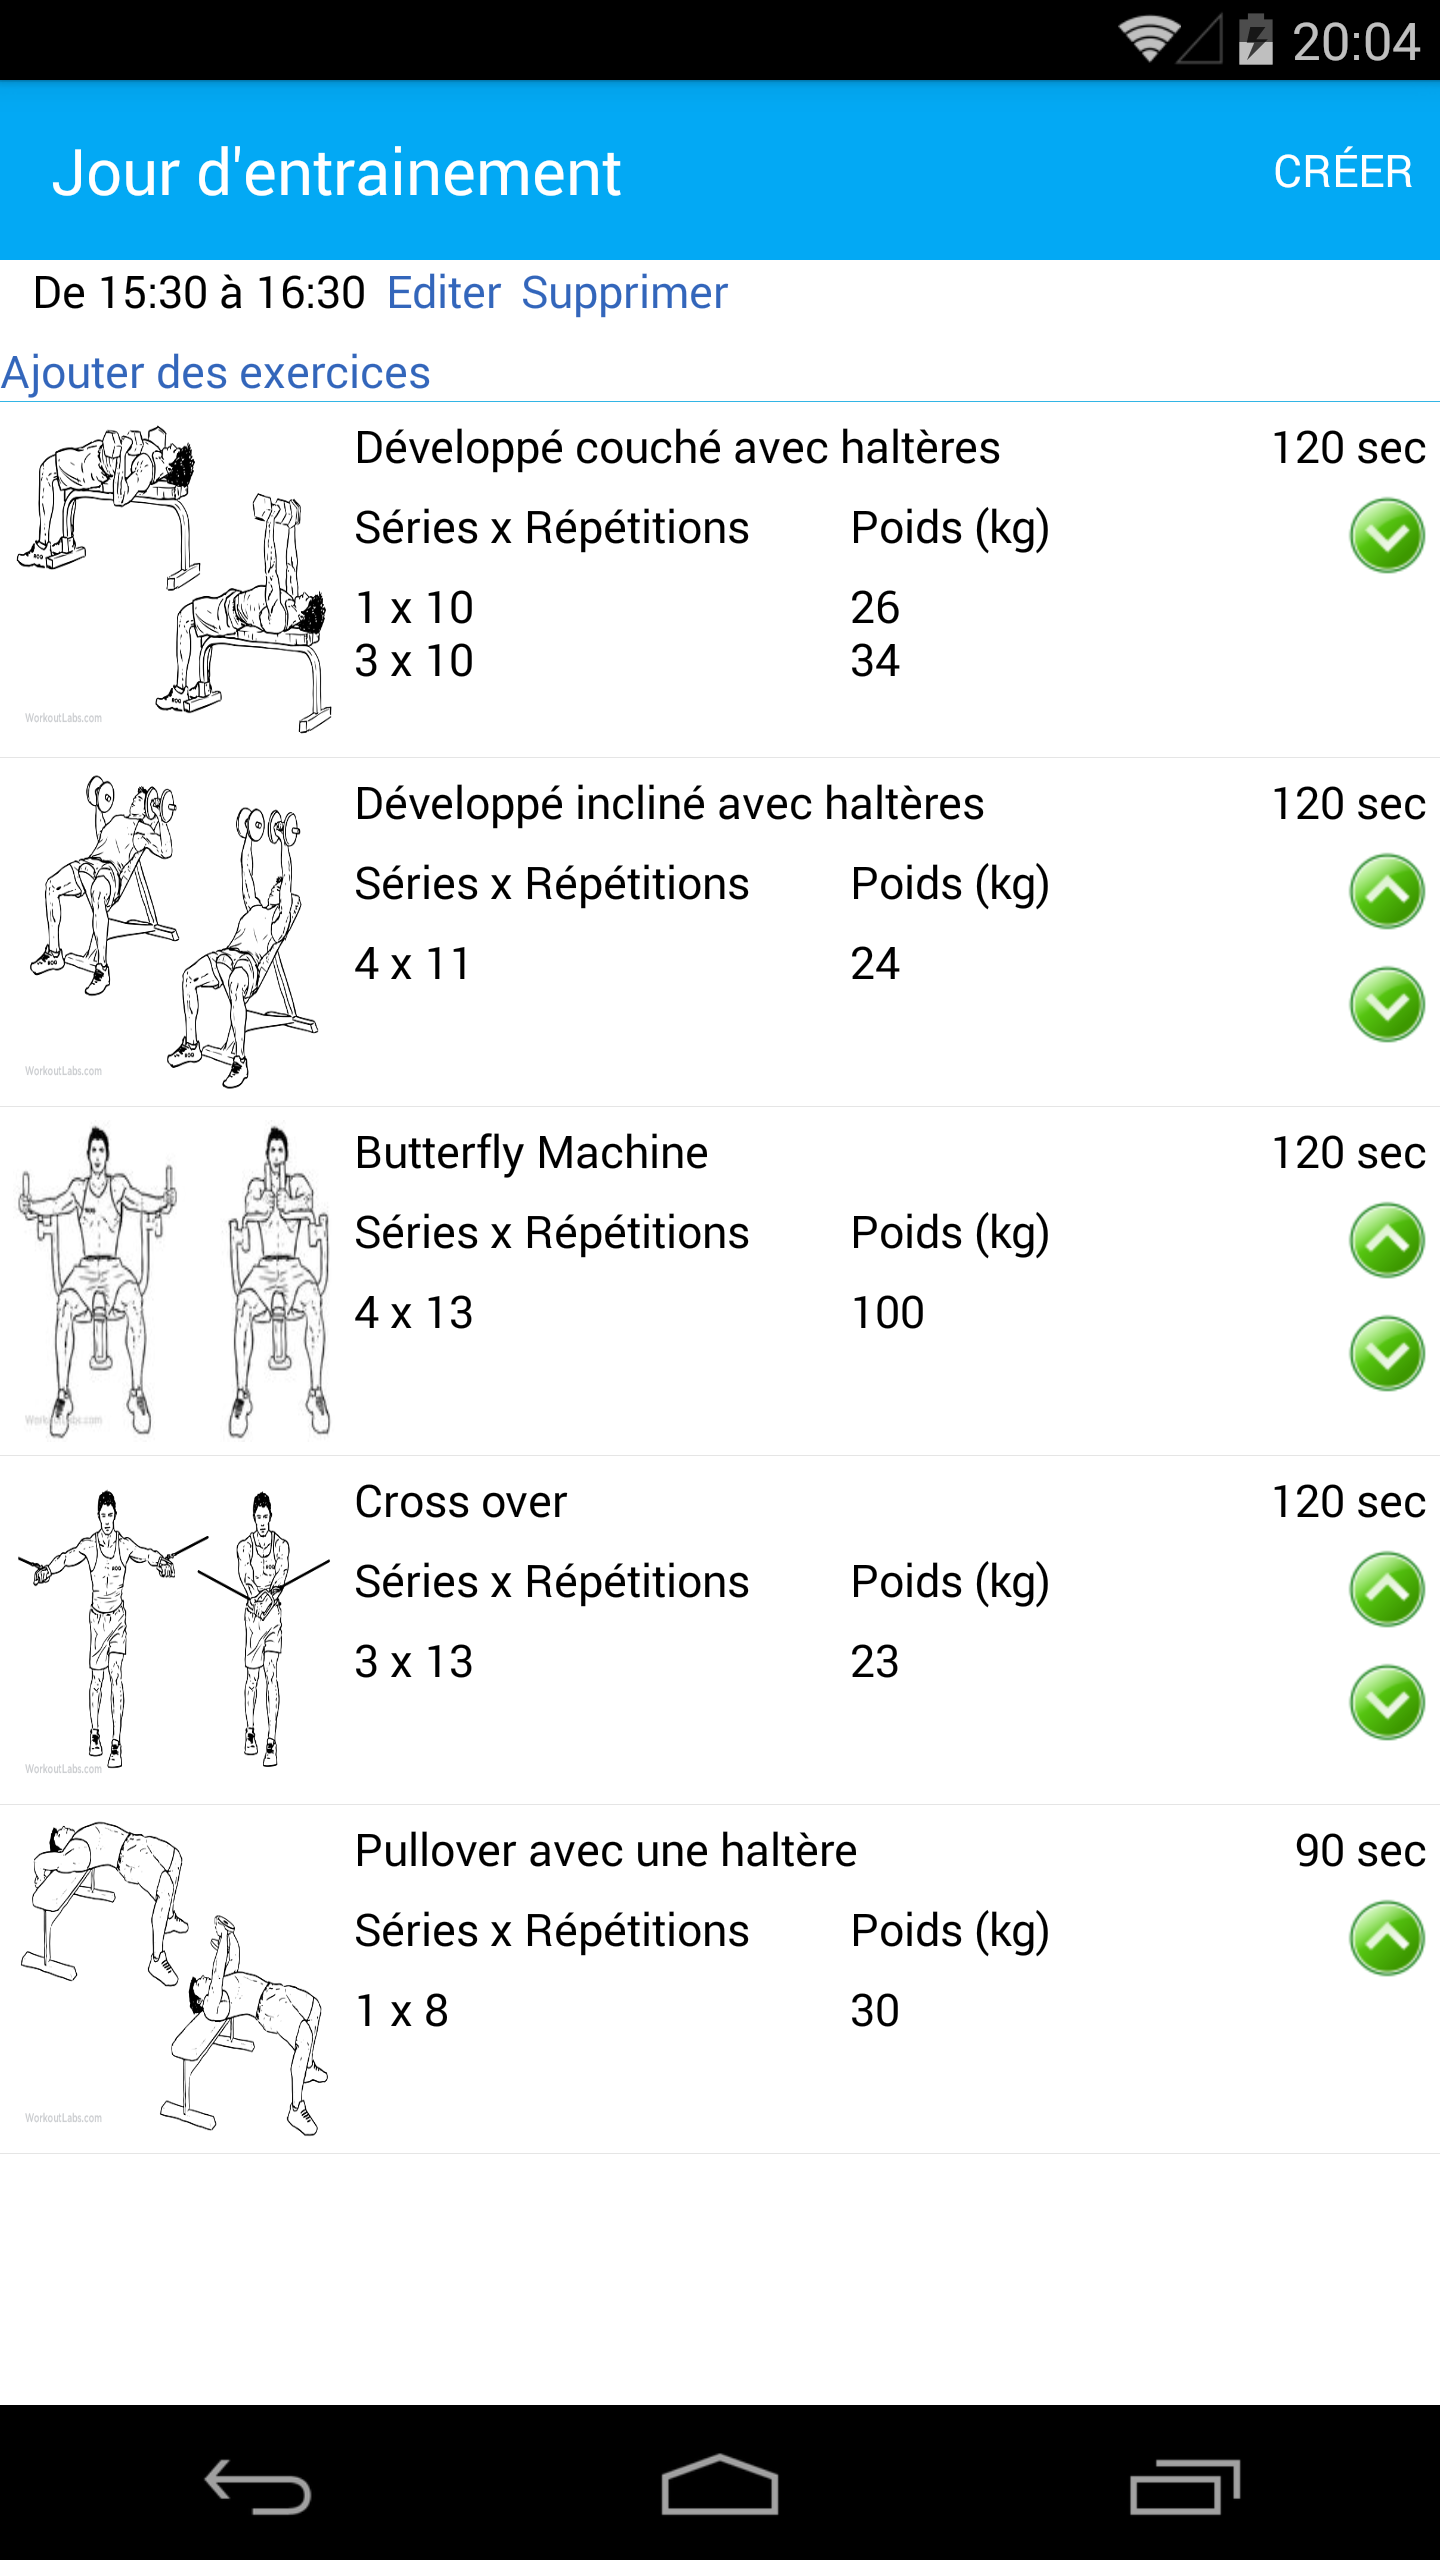 20:04
Jour d'entrainement CRÉER
De 15:30 à 16:30 Editer Supprimer
Ajouter des exercices
Développé couché avec haltères 120 sec
Séries x Répétitions Poids (kg)
1 x 10 26
3 x 10 34
WorkoutLabs.com
Développé incliné avec haltères 120 sec
Séries x Répétitions Poids (kg)
4 x 11 24
WorkoutLabs.com
Butterfly Machine 120 sec
Séries x Répétitions Poids (kg)
4 x 13 100
WorkoutLabs.com
Cross over 120 sec
Séries x Répétitions Poids (kg)
3 x 13 23
WorkoutLabs.com
Pullover avec une haltère 90 sec
Séries x Répétitions Poids (kg)
1 x 8 30
WorkoutLabs.com